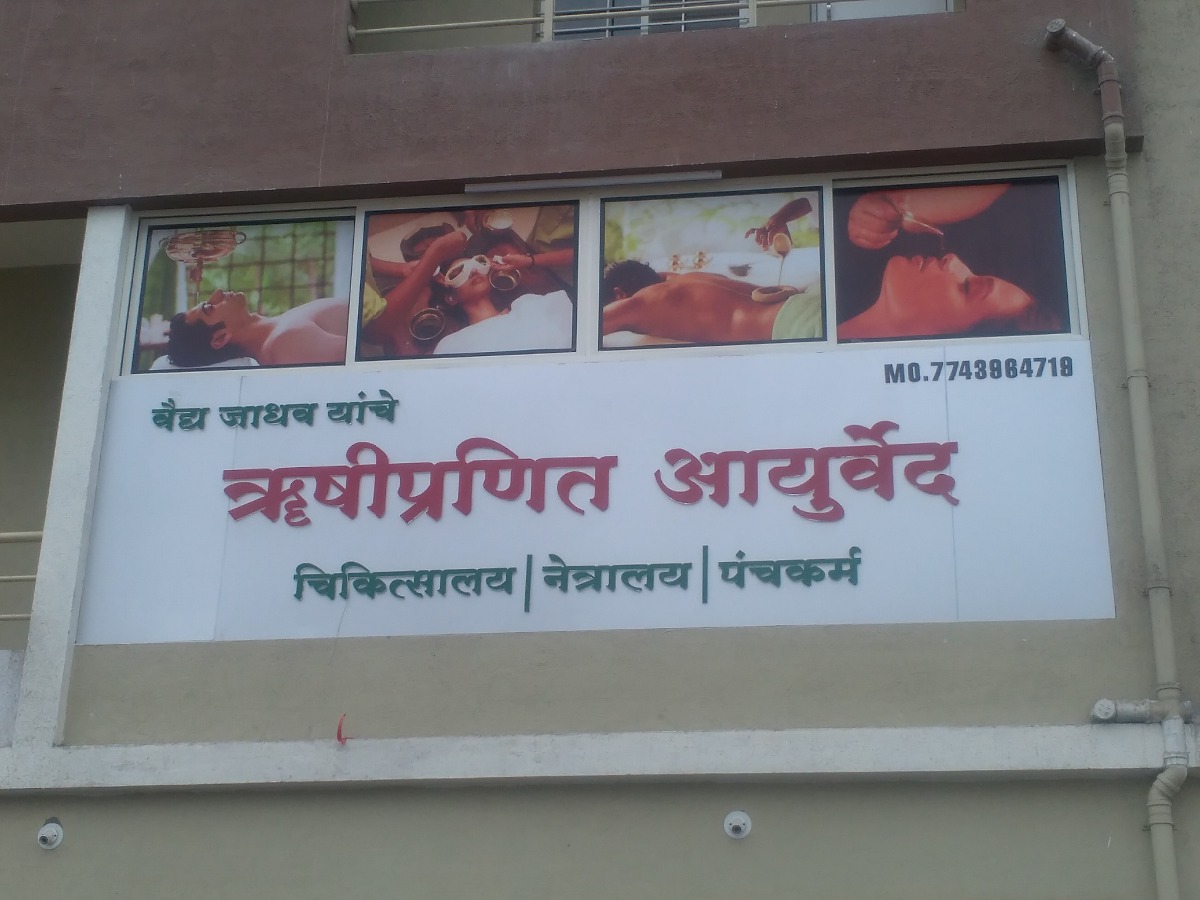 MO.7743964719
वैद्य जाधव यांचे
ऋषीप्रणित आयुर्वेद
चिकित्सालय | नेत्रालय | पंचकर्म